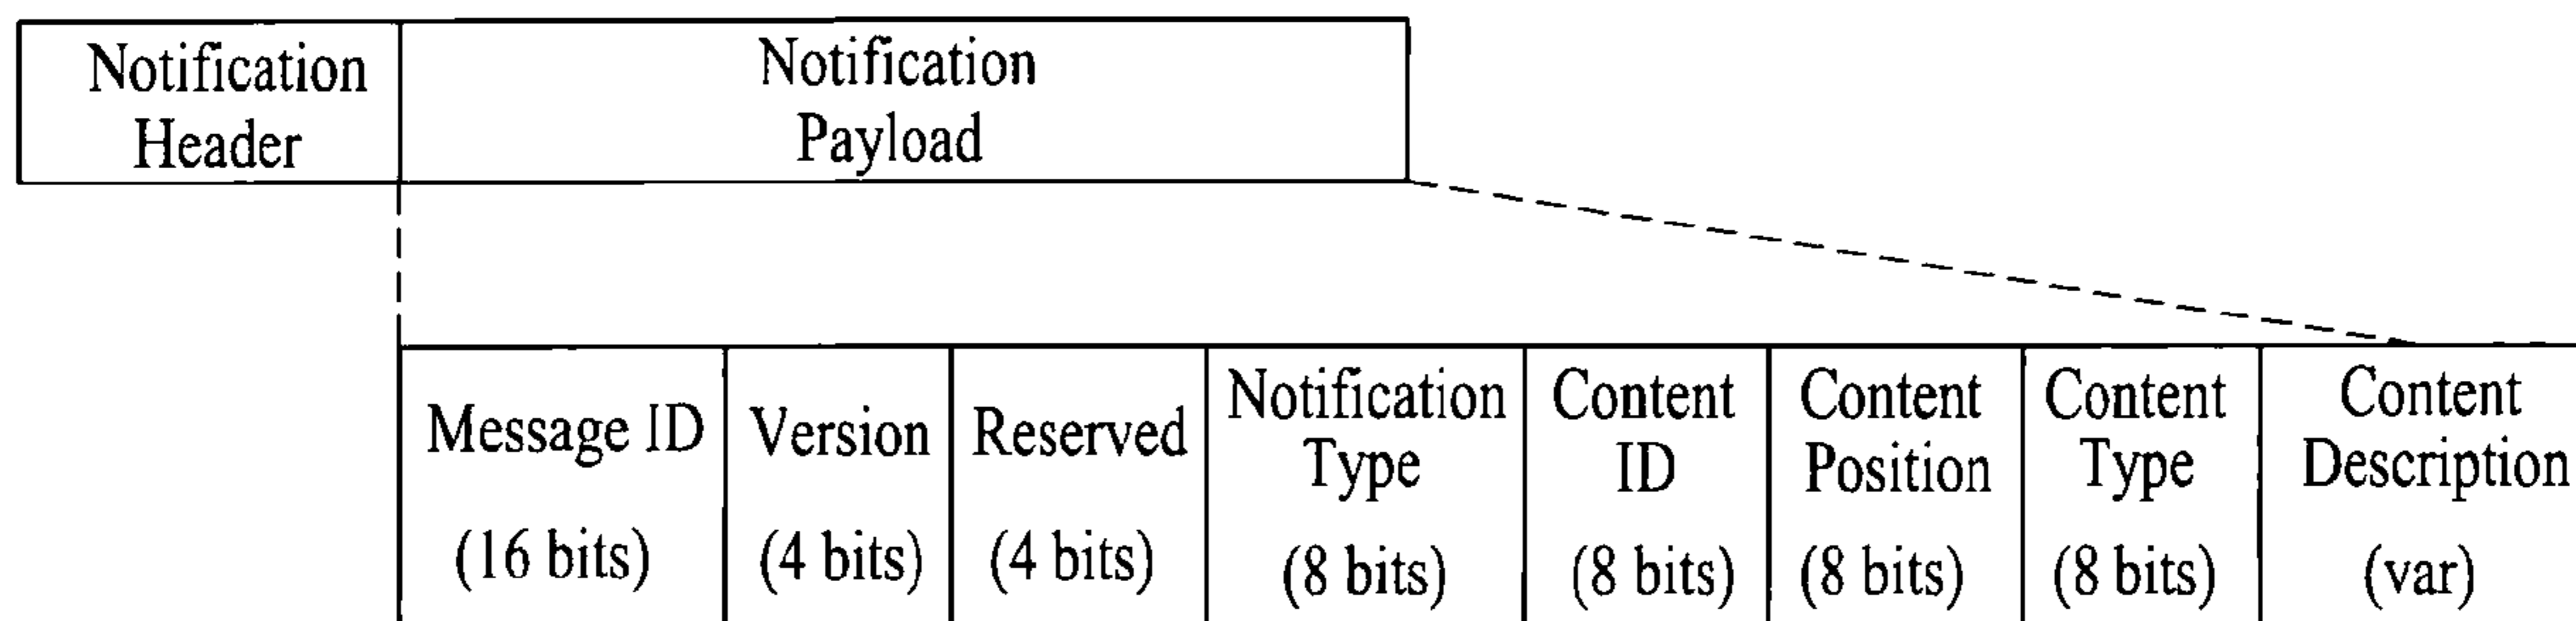 Notification
Header
Notification
Payload
Message ID
(16 bits)
Version
(4 bits)
Reserved
(4 bits)
Notification
Type
(8 bits)
Content
ID
(8 bits)
Content
Position
(8 bits)
Content
Type
(8 bits)
Content
Description
(var)